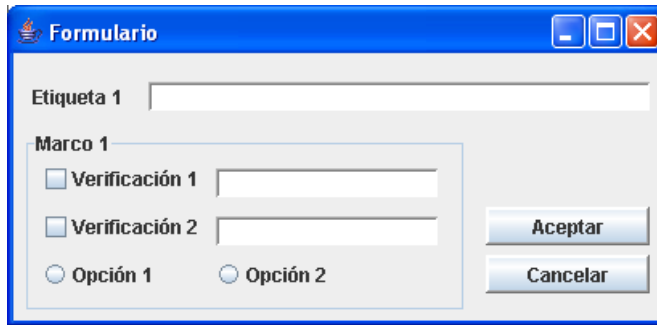 Formulario
Etiqueta 1
Marco 1
Verificación 1
Verificación 2
Aceptar
Opción 1 Opción 2
Cancelar